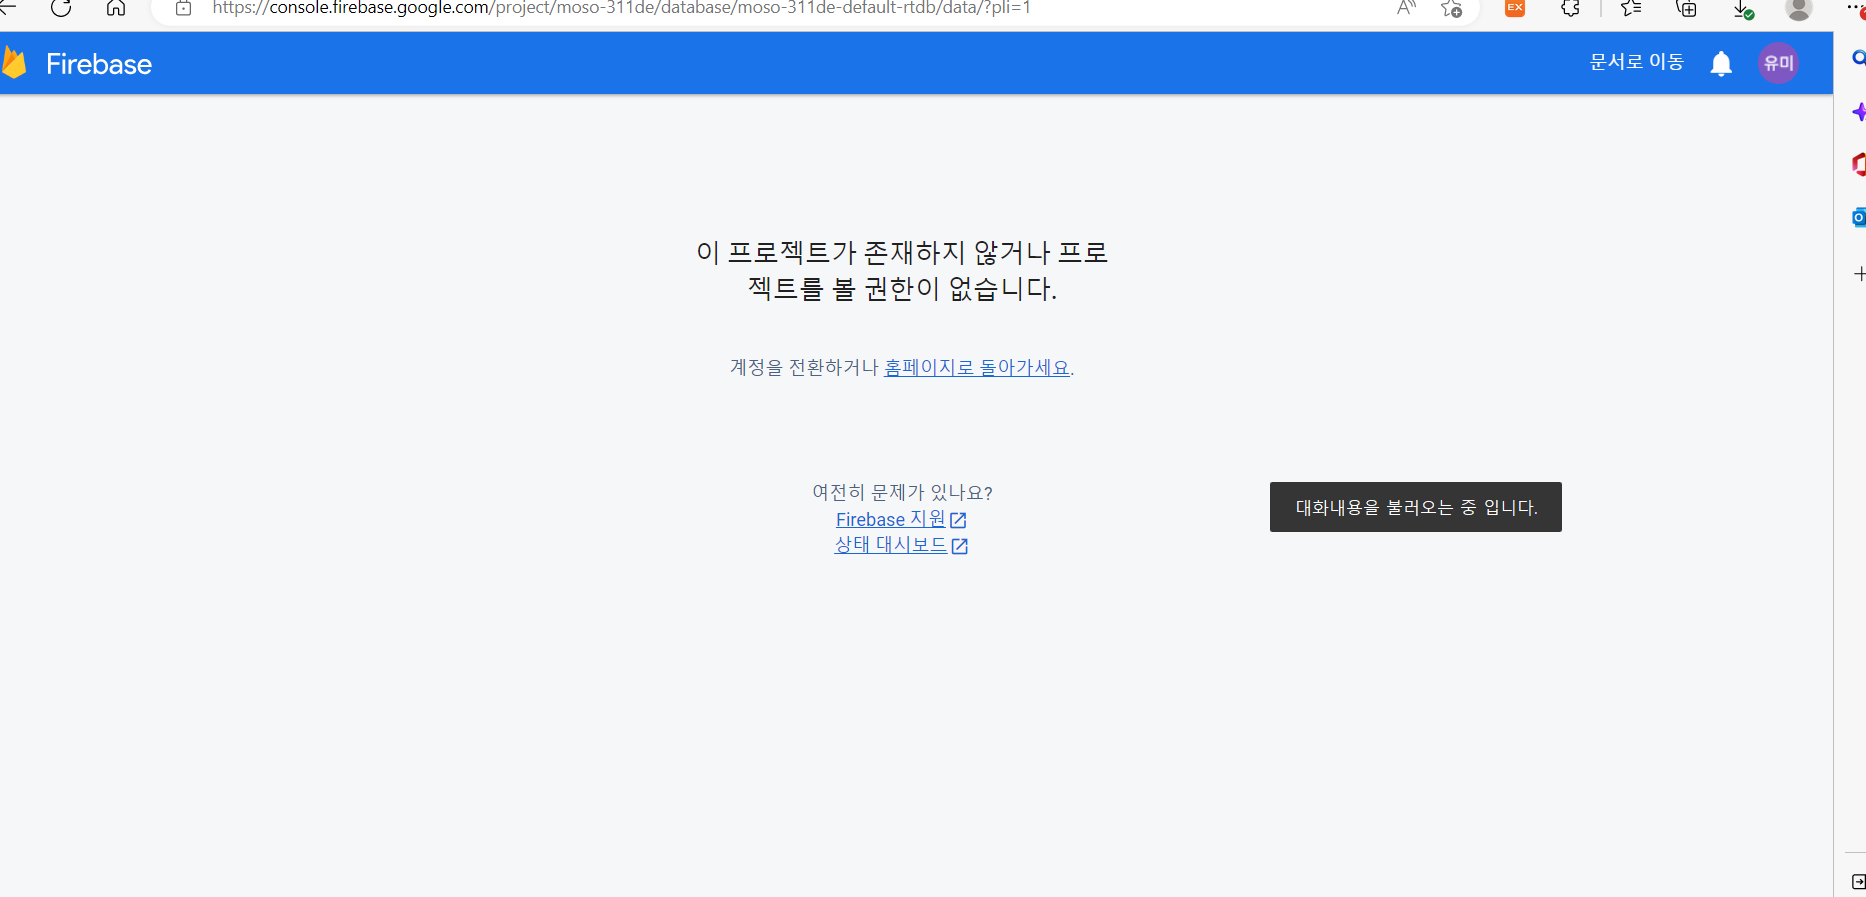 https://console.firebase.google.com/project/moso-311de/database/moso-311de-default-rtdb/data/?pli=1
EX
Firebase
문서로 이동
유미
이 프로젝트가 존재하지 않거나 프로
젝트를 볼 권한이 없습니다.
계정을 전환하거나 홈페이지로 돌아가세요.
여전히 문제가 있나요?
Firebase 지원
상태 대시보드
대화내용을 불러오는 중 입니다.